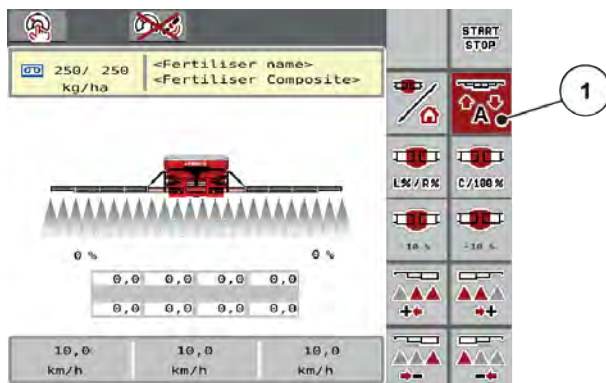 START
STOP
250/ 250
kg/ha
<Fertiliser name>
<Fertiliser Composite>
A
1
L%/R%
C/100 %
0 %
0 %
-10 %
-10 %
0,0 0,0 0,0 0,0
0,0 0,0 0,0 0,0
10,0
km/h
10,0
km/h
10,0
km/h